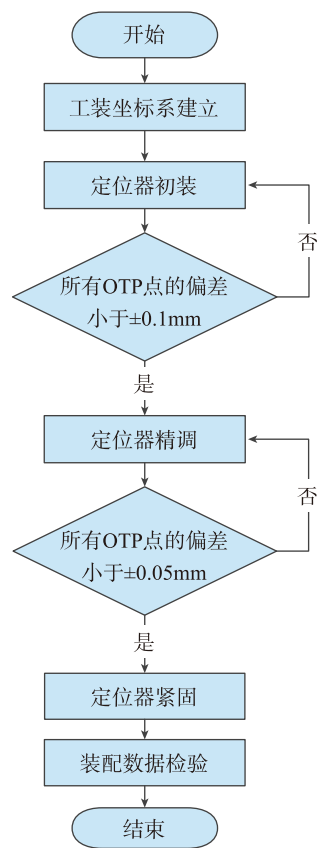 开始
工装坐标系建立
定位器初装
否
所有OTP点的偏差
小于±0.1mm
是
定位器精调
否
所有OTP点的偏差
小于±0.05mm
是
定位器紧固
装配数据检验
结束